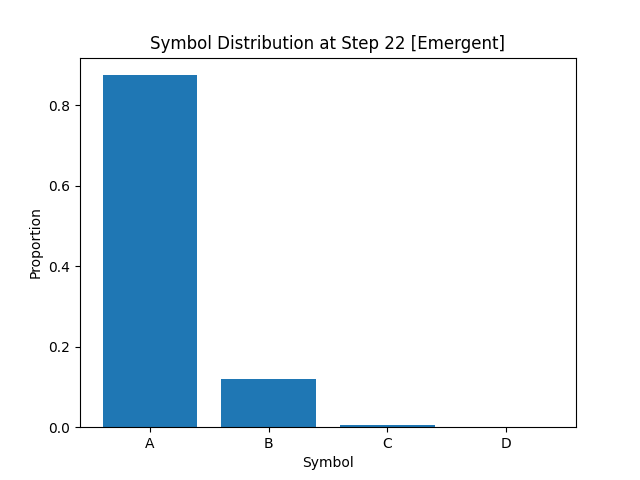 Symbol Distribution at Step 22 [Emergent]
Proportion
0.8
0.6
0.4
0.2
0.0
A B C D
Symbol